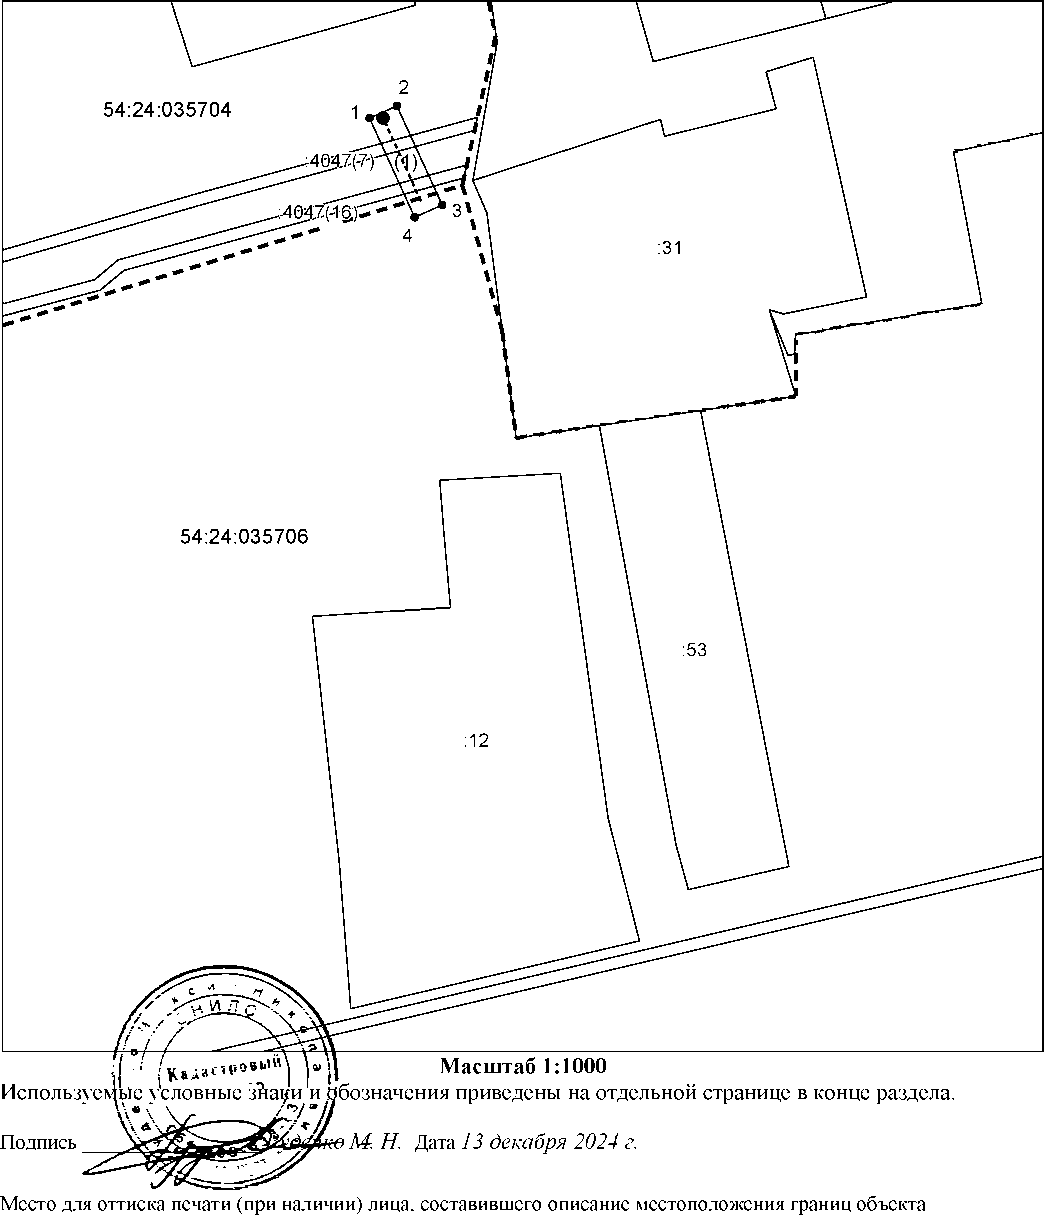 2
54:24:035704
1
:4047(7) (1)
:4047(16)
3
4
:31
54:24:035706
:53
:12
СНИЛС
Кадастровый
Масштаб 1:1000
Используемые условные знаки и обозначения приведены на отдельной странице в конце раздела.
Подпись М. Н. Дата 13 декабря 2024 г.
Место для оттиска печати (при наличии) лица, составившего описание местоположения границ объекта